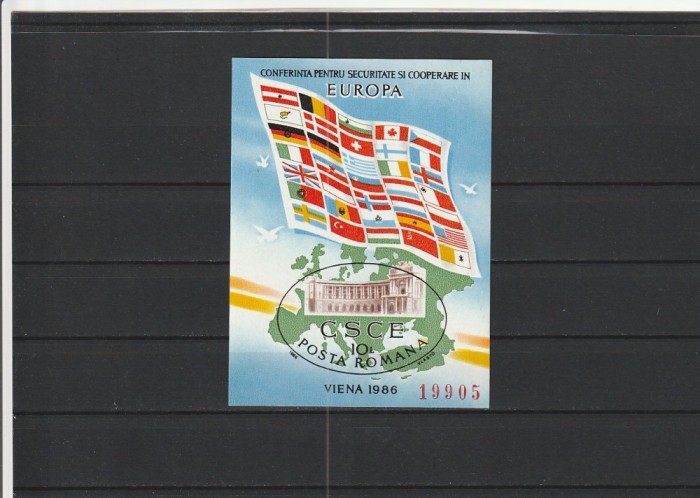 CONFERINTA PENTRU SECURITATE SI COOPERARE IN
EUROPA
CSCE
10L
POSTA ROMANA
VIENA 1986
19905